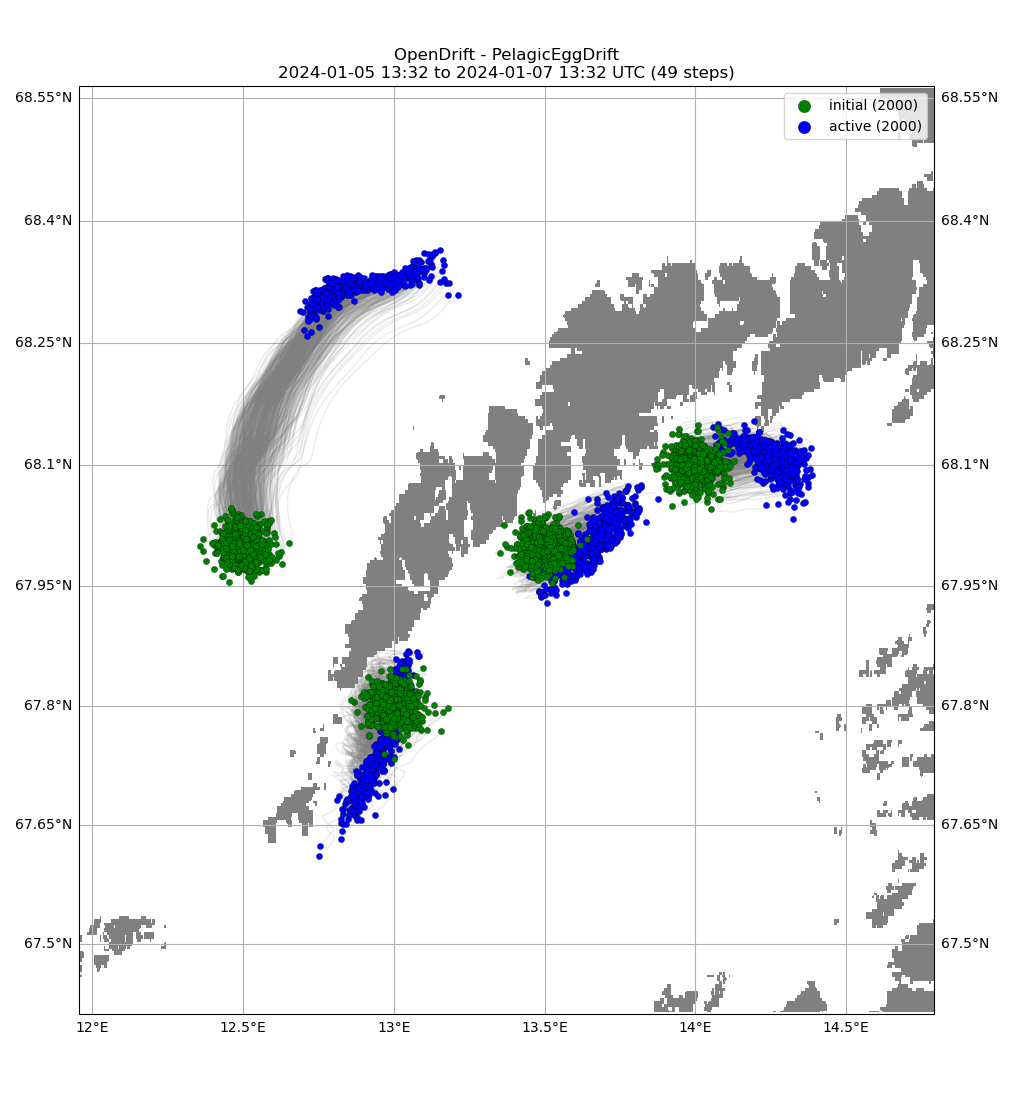 OpenDrift - PelagicEggDrift
2024-01-05 13:32 to 2024-01-07 13:32 UTC (49 steps)
initial (2000)
active (2000)
68.55°N
68.55°N
68.4°N
68.4°N
68.25°N
68.25°N
68.1°N
68.1°N
67.95°N
67.95°N
67.8°N
67.8°N
67.65°N
67.65°N
67.5°N
67.5°N
12°E
12.5°E
13°E
13.5°E
14°E
14.5°E